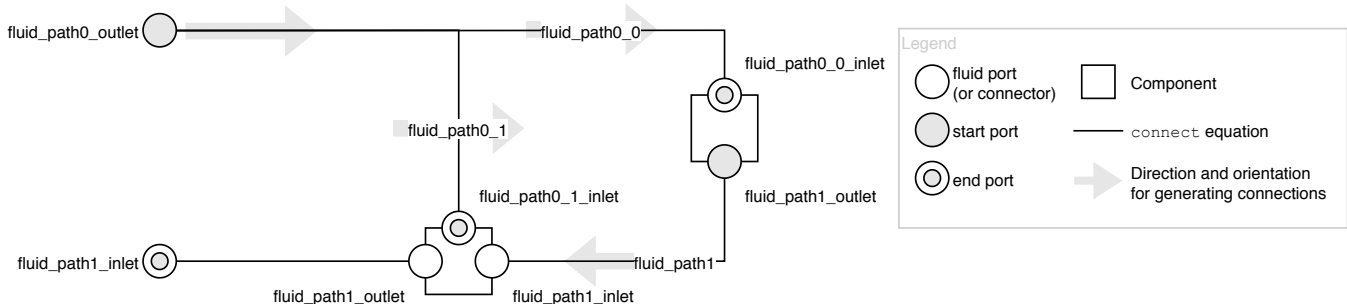 fluid_path0_outlet
fluid_path0_0
fluid_path0_0_inlet
fluid_path0_1
fluid_path1_outlet
fluid_path0_1_inlet
fluid_path1_inlet
fluid_path1
fluid_path1_outlet
fluid_path1_inlet
Legend
fluid port
(or connector)
Component
start port
connect equation
end port
Direction and orientation
for generating connections